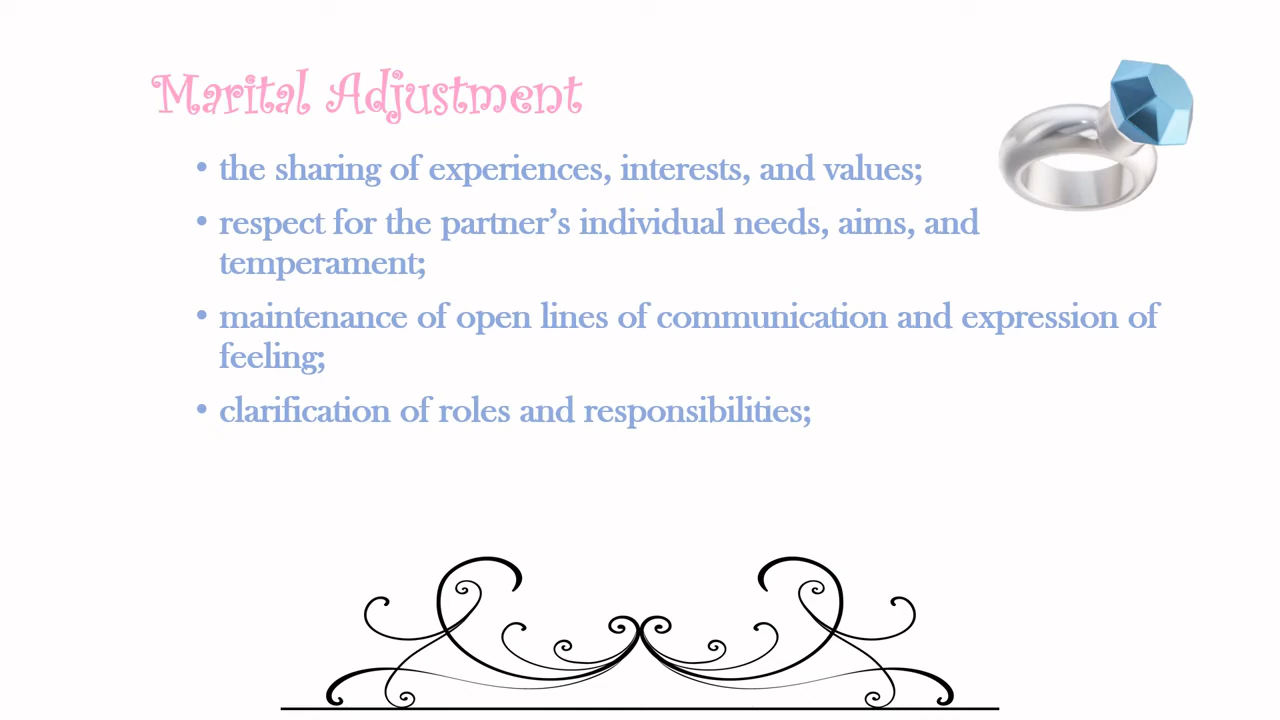 Marital Adjustment
• the sharing of experiences, interests, and values;
• respect for the partner’s individual needs, aims, and
temperament;
• maintenance of open lines of communication and expression of
feeling;
• clarification of roles and responsibilities;